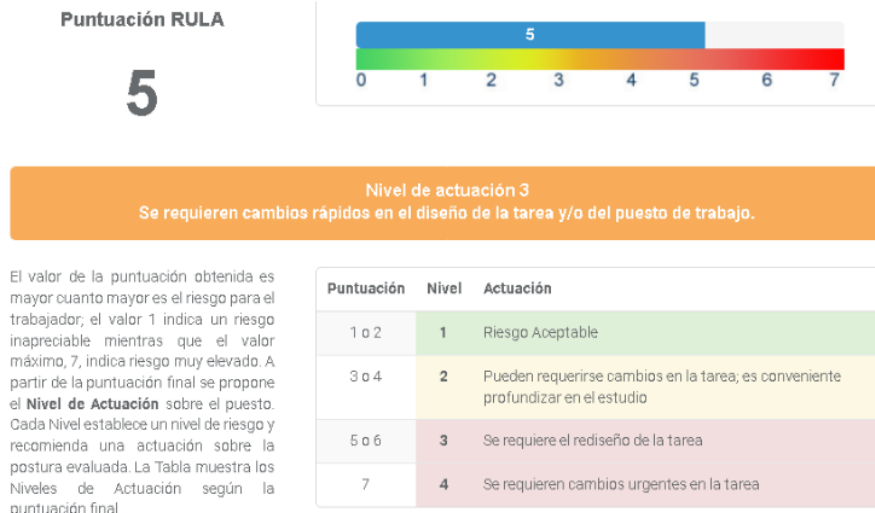 Puntuación RULA
5
5
0 1 2 3 4 5 6 7
Nivel de actuación 3
Se requieren cambios rápidos en el diseño de la tarea y/o del puesto de trabajo.
El valor de la puntuación obtenida es
mayor cuanto mayor es el riesgo para el
trabajador; el valor 1 indica un riesgo
inapreciable mientras que el valor
máximo, 7, indica riesgo muy elevado. A
partir de la puntuación final se propone
el Nivel de Actuación sobre el puesto.
Cada Nivel establece un nivel de riesgo y
recomienda una actuación sobre la
postura evaluada. La Tabla muestra los
Niveles de Actuación según la
puntuación final
Puntuación Nivel Actuación
1 o 2 1 Riesgo Aceptable
3 o 4 2 Pueden requerirse cambios en la tarea; es conveniente
profundizar en el estudio
5 o 6 3 Se requiere el rediseño de la tarea
7 4 Se requieren cambios urgentes en la tarea